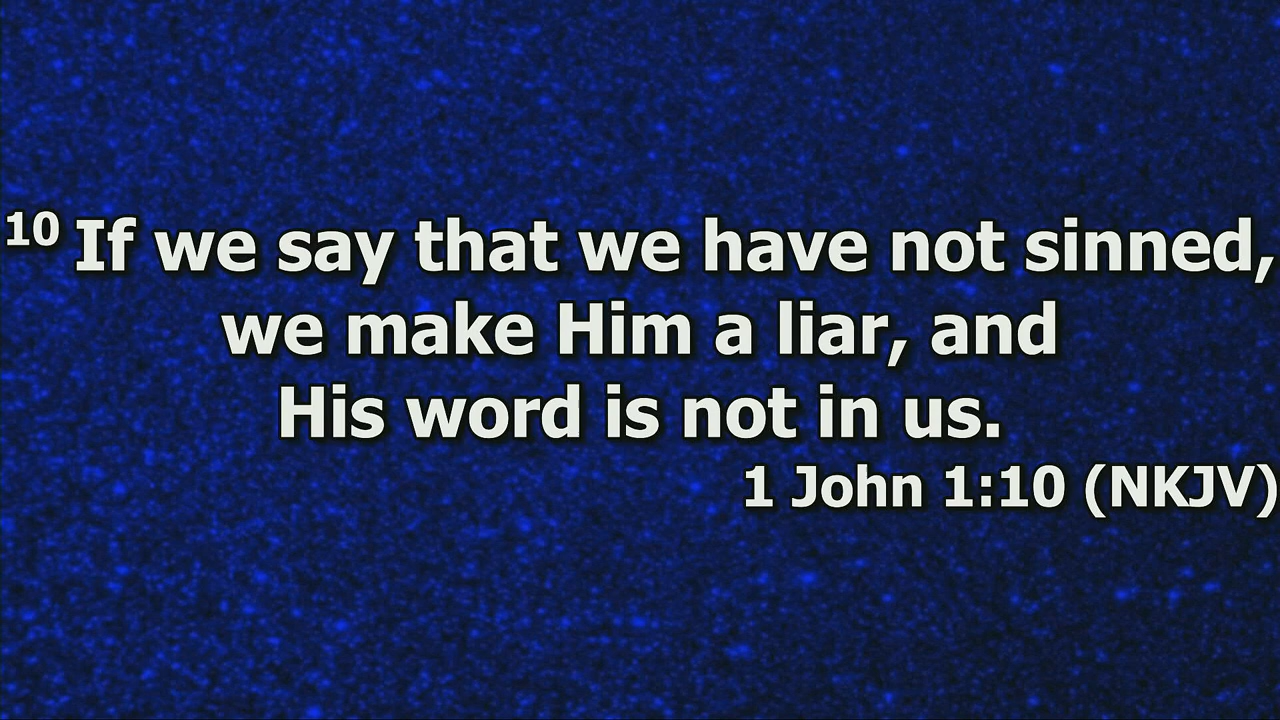 10 If we say that we have not sinned,
we make Him a liar, and
His word is not in us.
1 John 1:10 (NKJV)